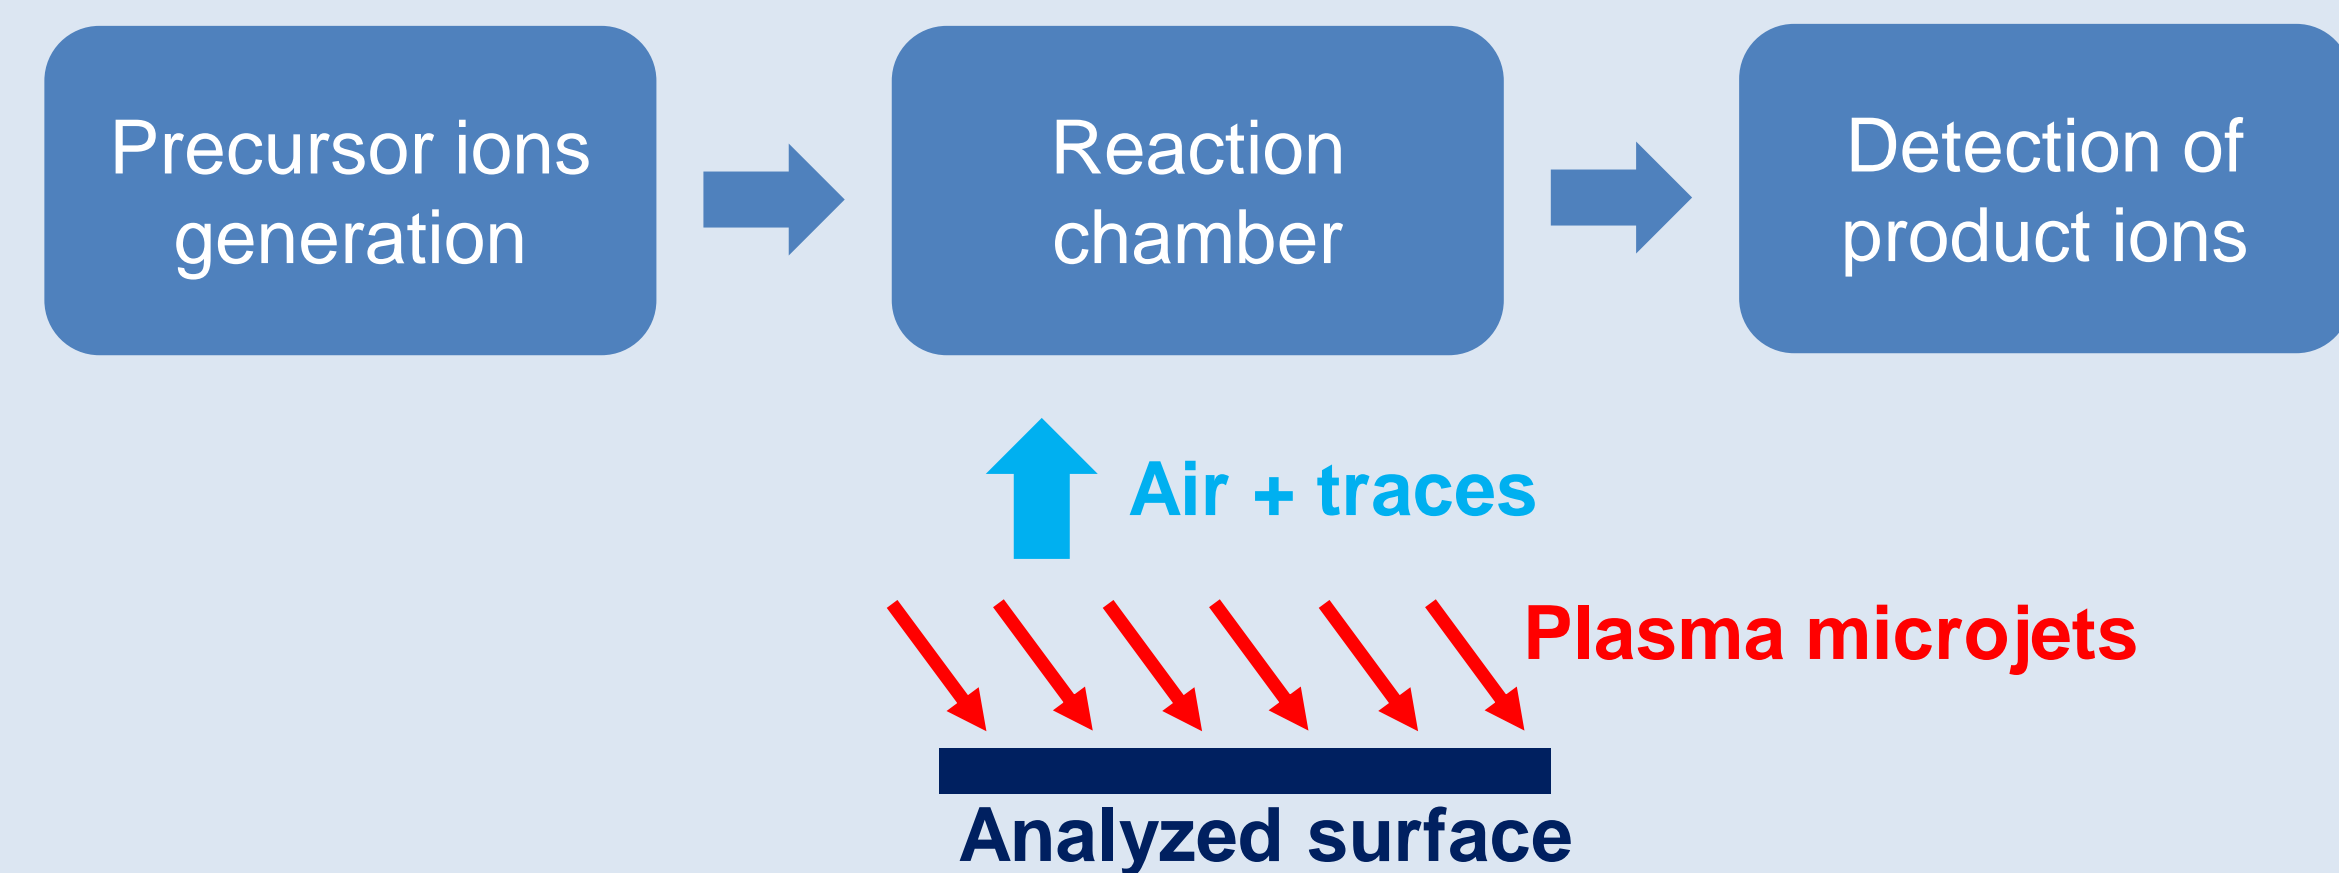 Precursor ions
generation
Reaction
chamber
Detection of
product ions
Air + traces
Plasma microjets
Analyzed surface